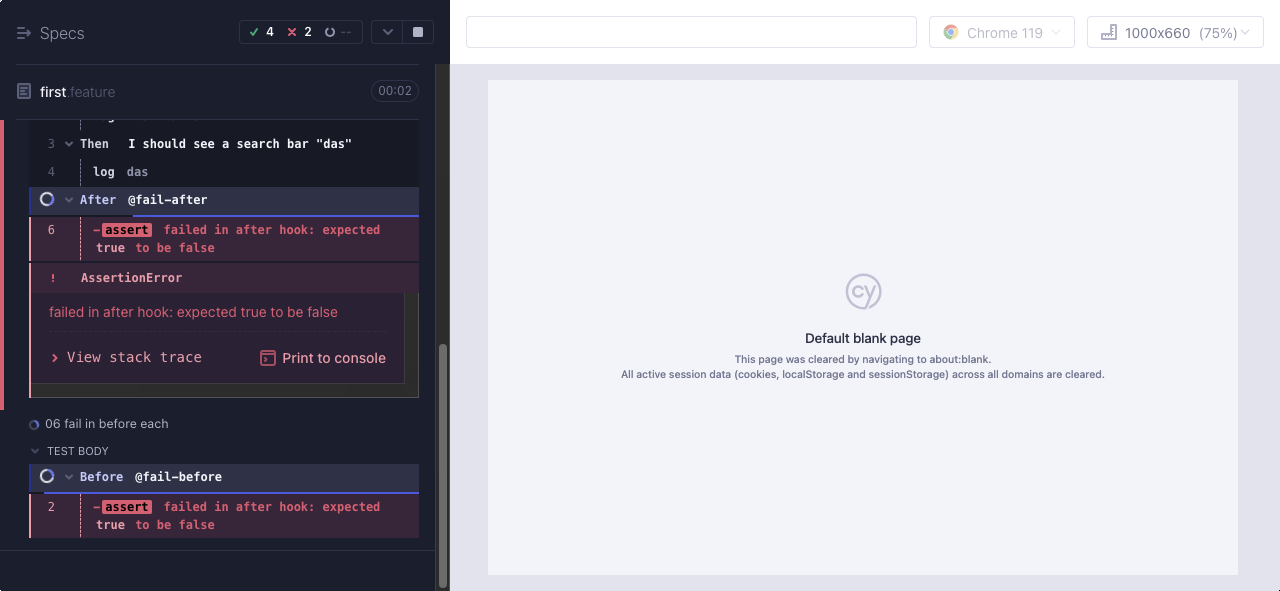 Specs
4
2
--
Chrome 119
1000x660 (75%)
first.feature
00:02
3 Then I should see a search bar "das"
4 log das
After @fail-after
6 -assert failed in after hook: expected
true to be false
! AssertionError
failed in after hook: expected true to be false
View stack trace
Print to console
06 fail in before each
TEST BODY
Before @fail-before
2 -assert failed in after hook: expected
true to be false
cy
Default blank page
This page was cleared by navigating to about:blank.
All active session data (cookies, localStorage and sessionStorage) across all domains are cleared.